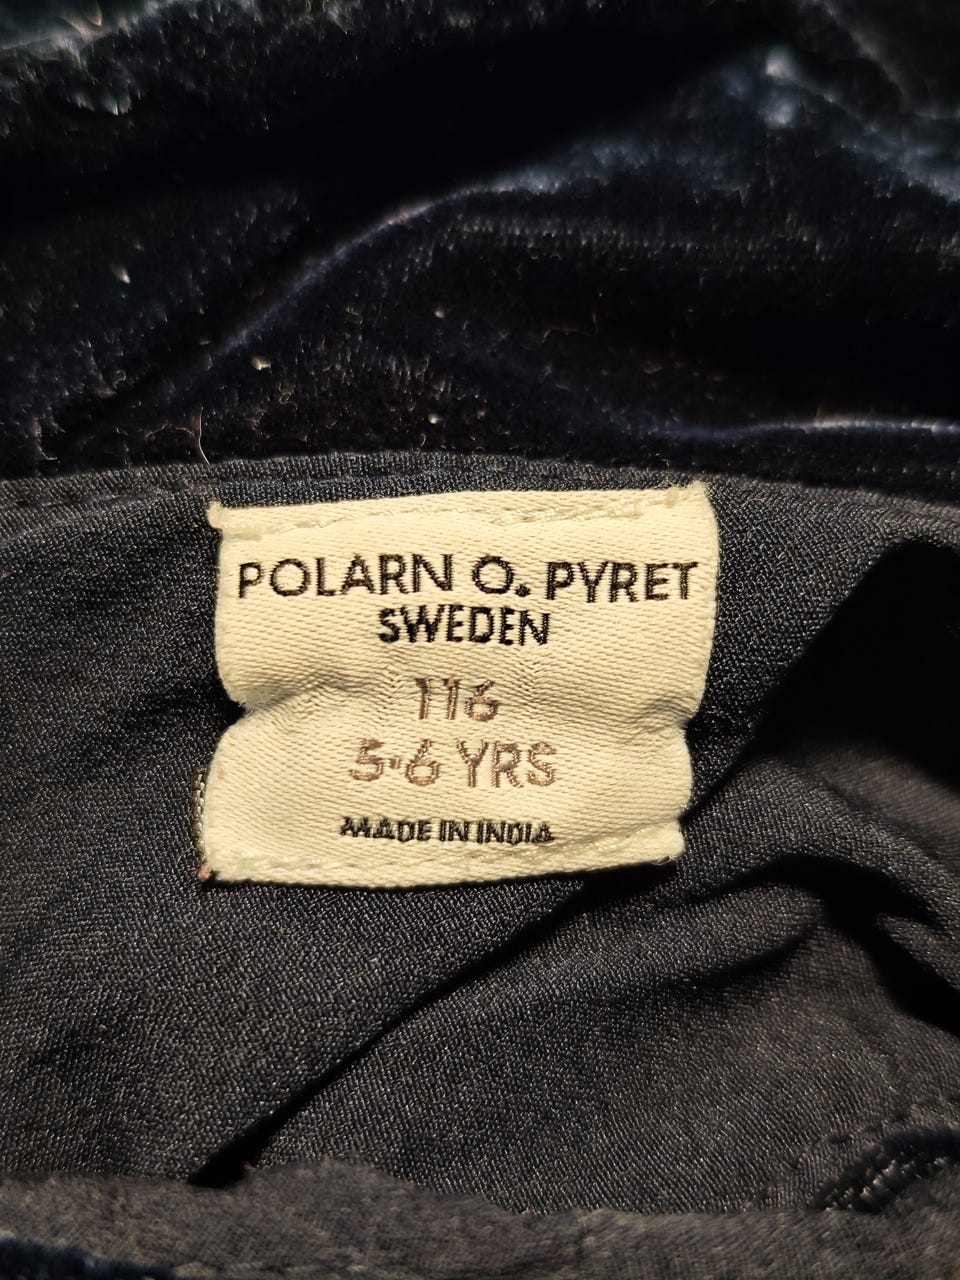 POLARN O. PYRET
SWEDEN
116
5-6 YRS
MADE IN INDIA